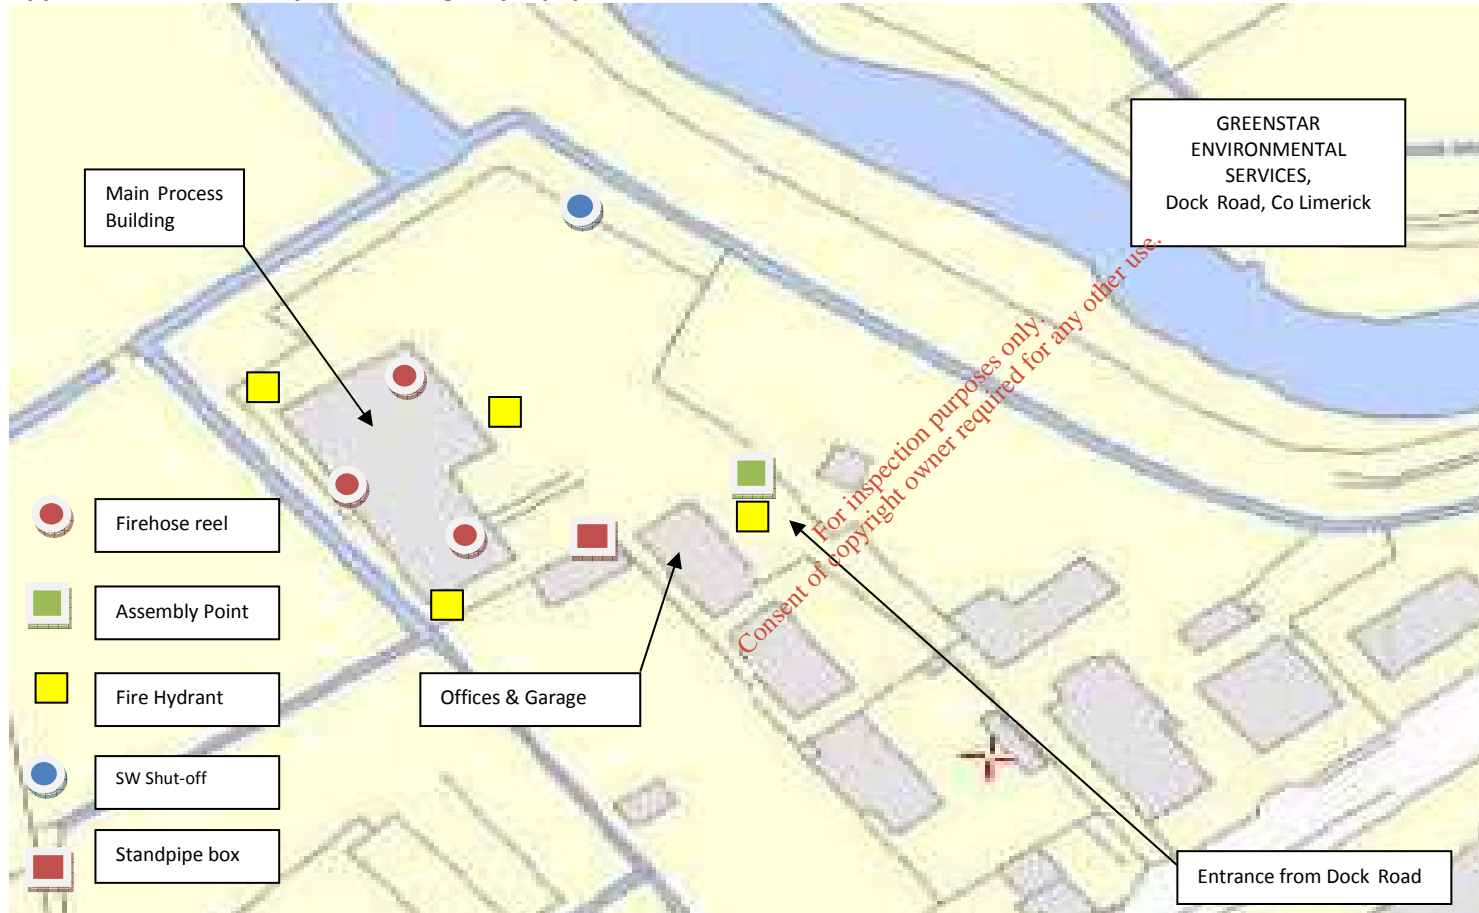 GREENSTAR
ENVIRONMENTAL
SERVICES,
Dock Road, Co Limerick
Main Process
Building
For inspection purposes only.
Consent of copyright owner required for any other use.
Firehose reel
Assembly Point
Fire Hydrant
Offices & Garage
SW Shut-off
Standpipe box
Entrance from Dock Road